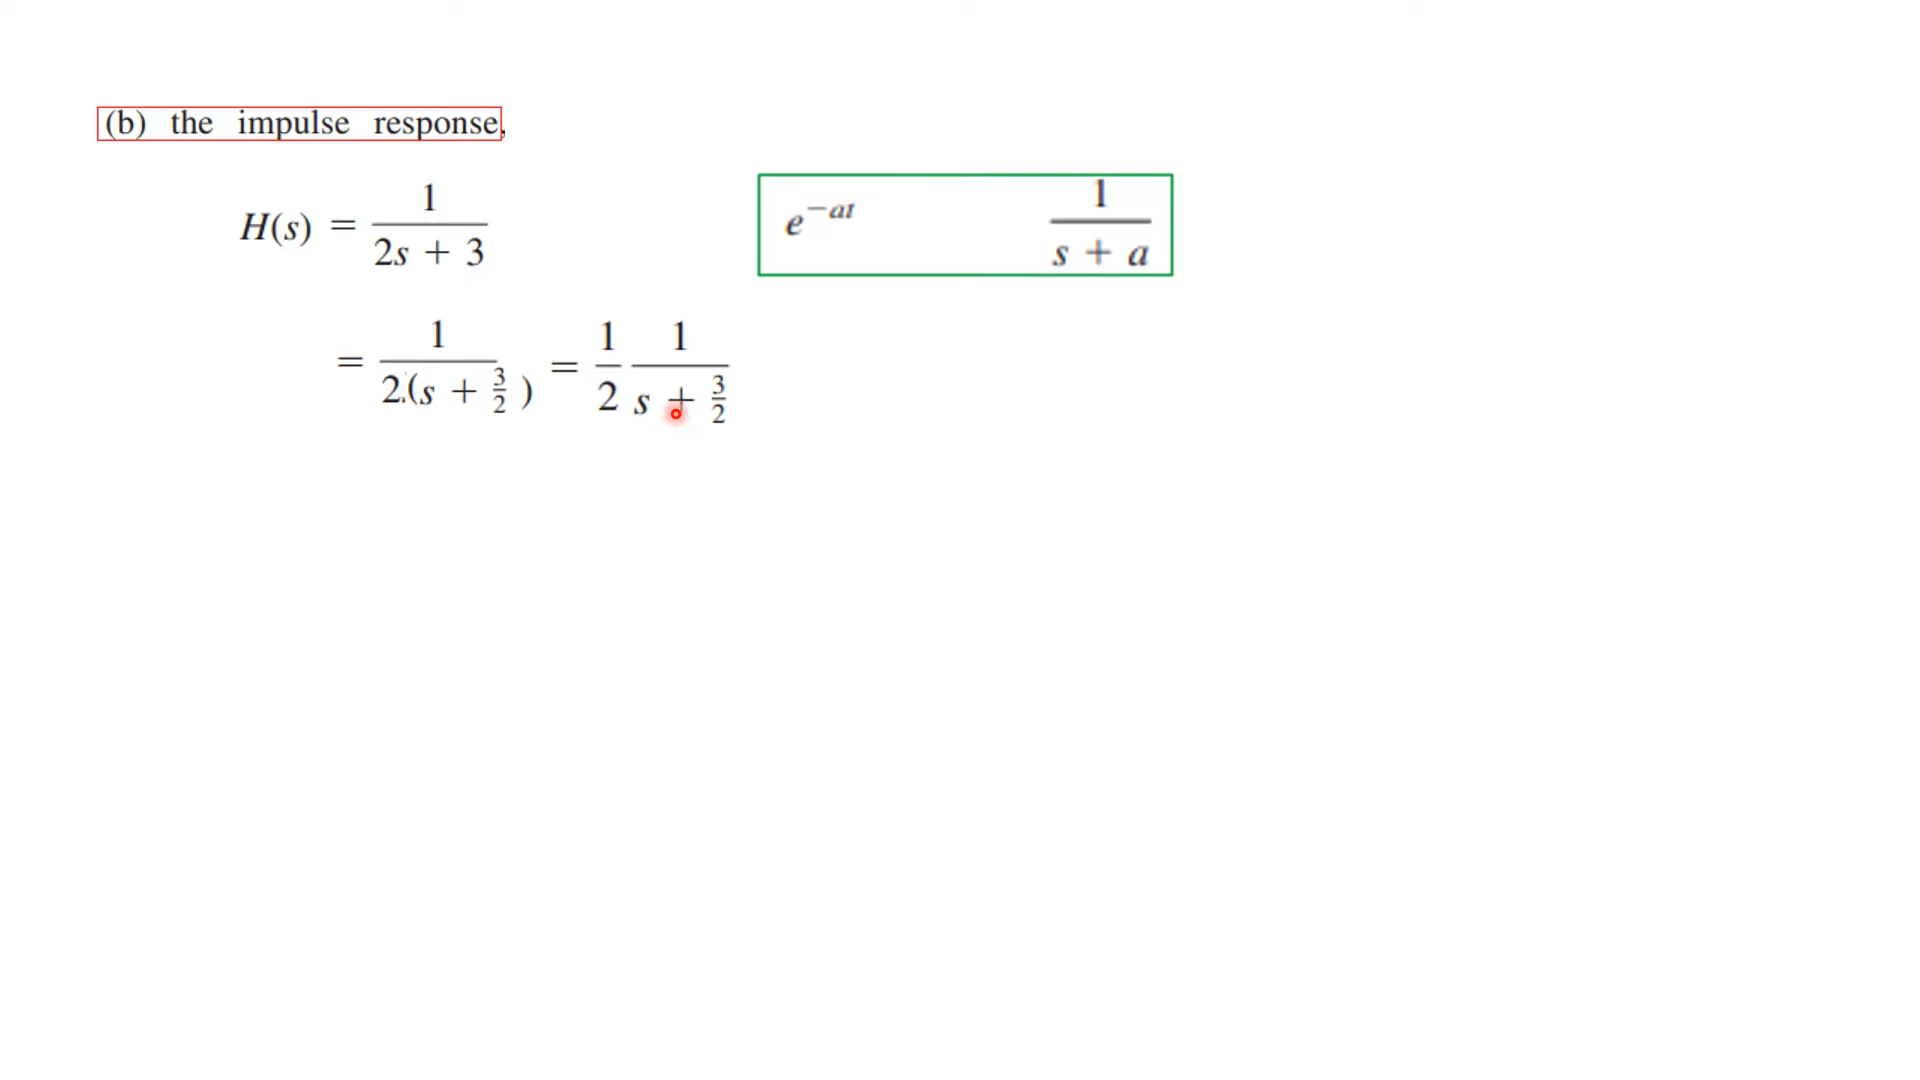 (b) the impulse response,
H(s) = 1/(2s + 3)
e^{-at} 1/(s + a)
= 1/(2.(s + 3/2)) = 1/2 1/(s + 3/2)